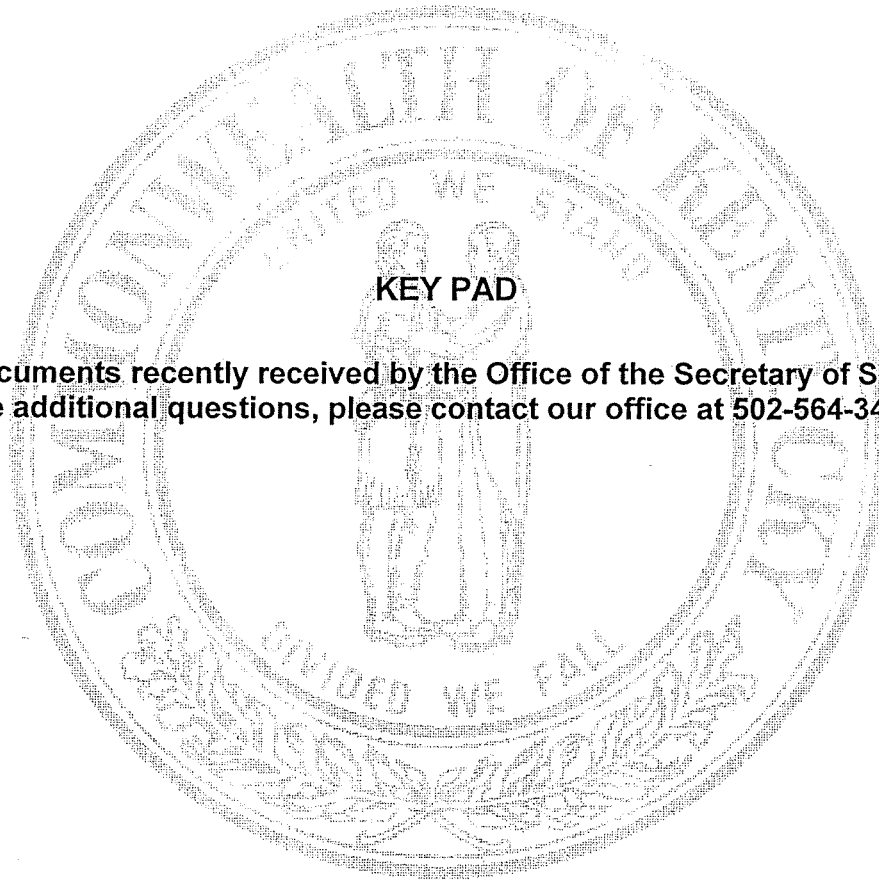 COMMONWEALTH OF KENTUCKY
UNITED WE STAND
KEY PAD
cuments recently received by the Office of the Secretary of S
e additional questions, please contact our office at 502-564-34
DIVIDED WE FALL